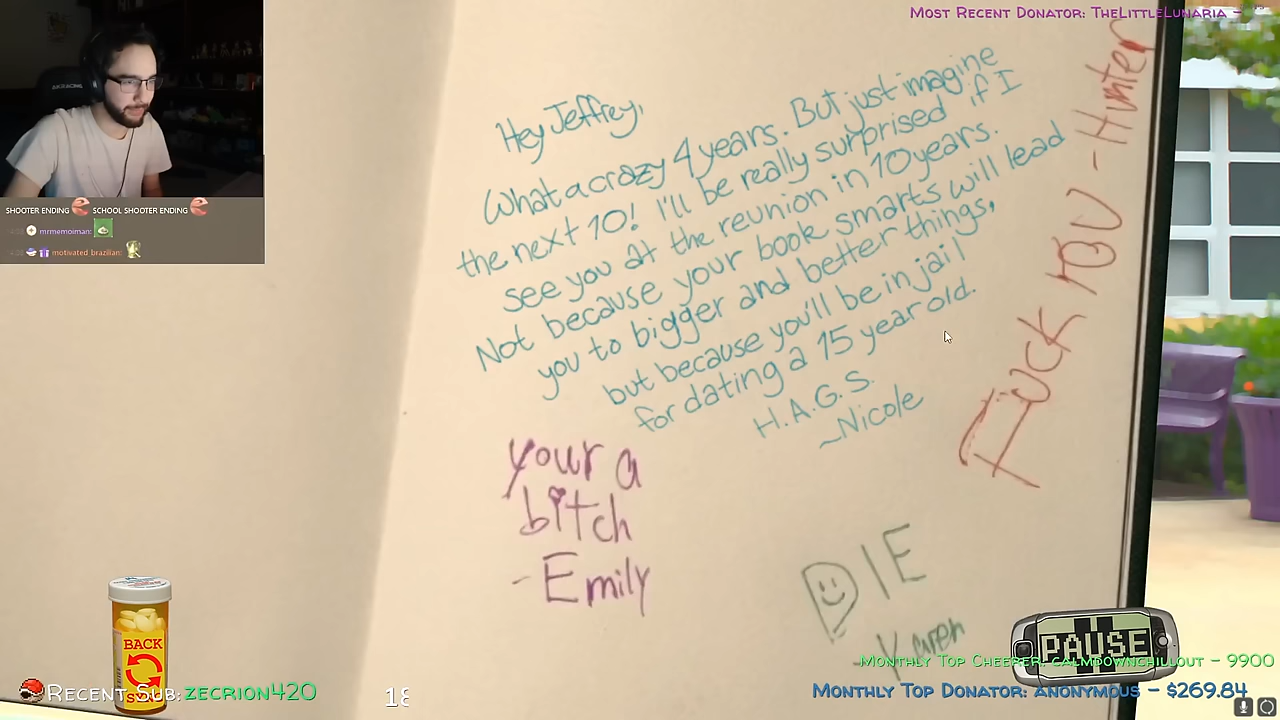 MOST RECENT DONATOR: THELITTLELUNARIA -
Hey Jeffrey,
What a crazy 4 years. But just imagine
the next 10! I'll be really surprised if I
see you at the reunion in 10 years.
Not because your book smarts will lead
you to bigger and better things,
but because you'll be in jail
for dating a 15 year old.
H.A.G.S.
~Nicole
Fuck YOU - Hunter
SHOOTER ENDING SCHOOL SHOOTER ENDING
mrmemoiman:
motivated_brazilian:
your a
bitch
- Emily
DIE
- Karen
BACK
PAUSE
MONTHLY TOP CHEERER: CALMDOWNCHILLOUT - 9900
RECENT SUB: ZECRION420
18
MONTHLY TOP DONATOR: ANONYMOUS - $269.84